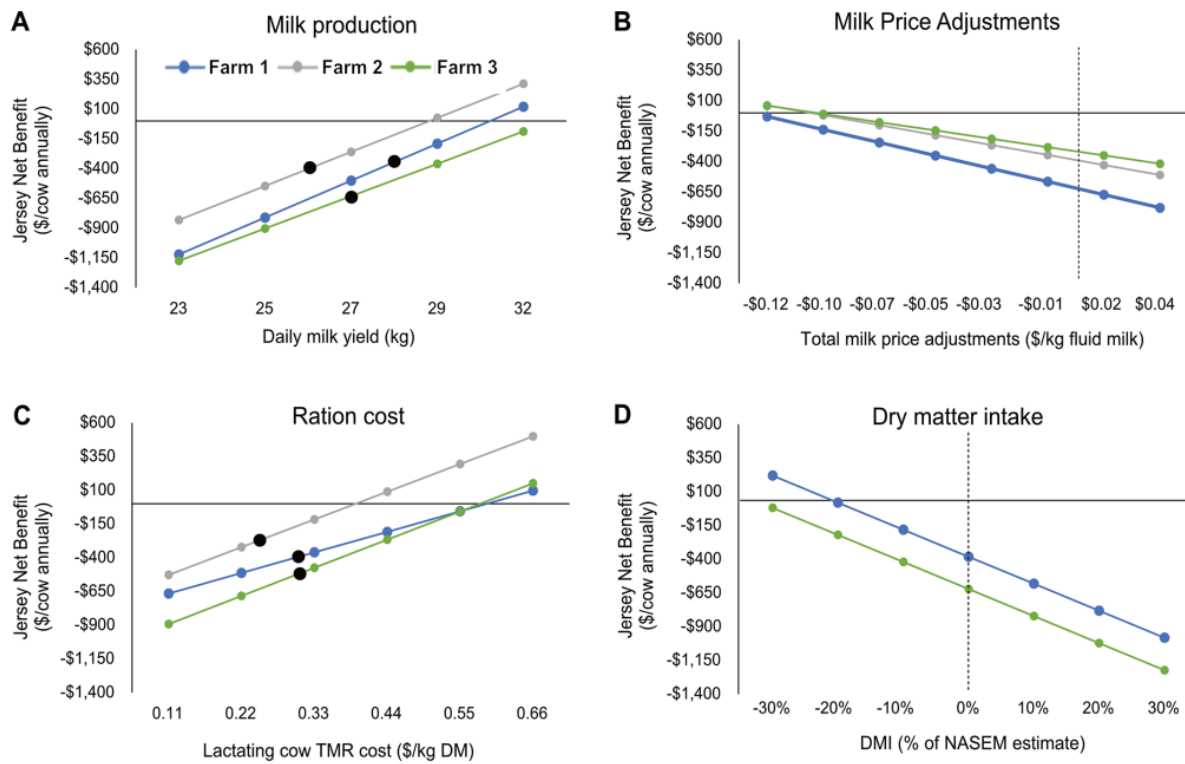 A
Milk production
$600
$350
$100
-$150
-$400
-$650
-$900
-$1,150
-$1,400
Jersey Net Benefit
($/cow annually)
Farm 1 Farm 2 Farm 3
23 25 27 29 32
Daily milk yield (kg)
B
Milk Price Adjustments
$600
$350
$100
-$150
-$400
-$650
-$900
-$1,150
-$1,400
Jersey Net Benefit
($/cow annually)
-$0.12 -$0.10 -$0.07 -$0.05 -$0.03 -$0.01 $0.02 $0.04
Total milk price adjustments ($/kg fluid milk)
C
Ration cost
$600
$350
$100
-$150
-$400
-$650
-$900
-$1,150
-$1,400
Jersey Net Benefit
($/cow annually)
0.11 0.22 0.33 0.44 0.55 0.66
Lactating cow TMR cost ($/kg DM)
D
Dry matter intake
$600
$350
$100
-$150
-$400
-$650
-$900
-$1,150
-$1,400
Jersey Net Benefit
($/cow annually)
-30% -20% -10% 0% 10% 20% 30%
DMI (% of NASEM estimate)